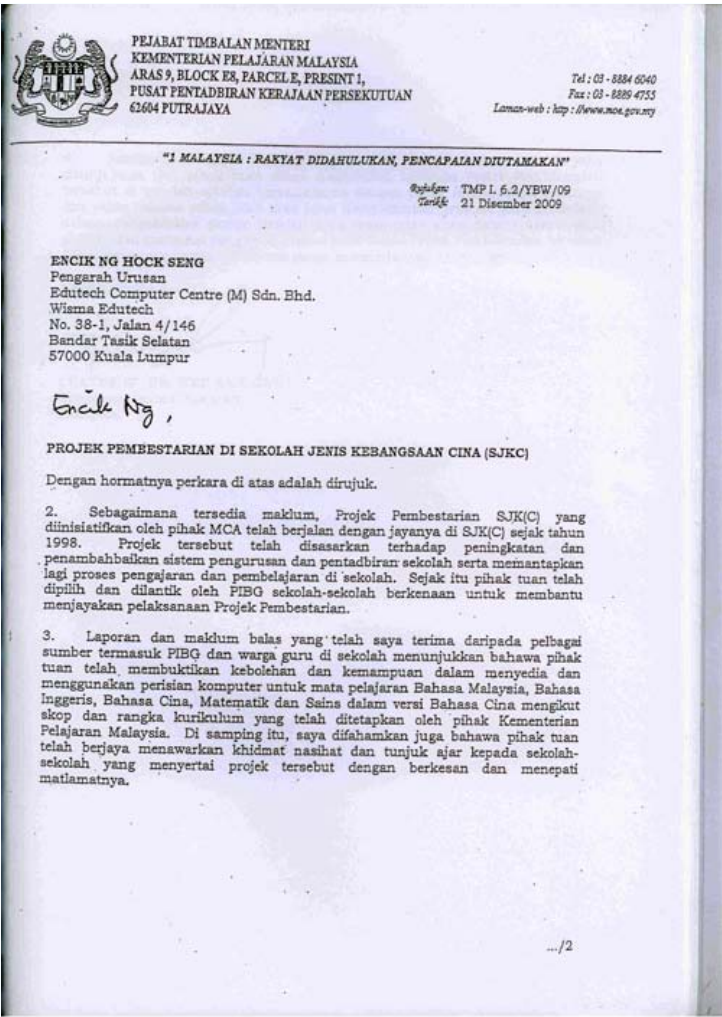 PEJABAT TIMBALAN MENTERI
KEMENTERIAN PELAJARAN MALAYSIA
ARAS 9, BLOCK E8, PARCEL E, PRESINT 1,
PUSAT PENTADBIRAN KERAJAAN PERSEKUTUAN
62604 PUTRAJAYA
Tel : 03 - 8884 6040
Fax : 03 - 8889 4755
Laman-web : http : //www.moe.gov.my
"1 MALAYSIA : RAKYAT DIDAHULUKAN, PENCAPAIAN DIUTAMAKAN"
Rujukan: TMP I. 6.2/YBW/09
Tarikh: 21 Disember 2009
ENCIK NG HOCK SENG
Pengarah Urusan
Edutech Computer Centre (M) Sdn. Bhd.
Wisma Edutech
No. 38-1, Jalan 4/146
Bandar Tasik Selatan
57000 Kuala Lumpur
Encik Ng,
PROJEK PEMBESTARIAN DI SEKOLAH JENIS KEBANGSAAN CINA (SJKC)
Dengan hormatnya perkara di atas adalah dirujuk.
2. Sebagaimana tersedia maklum, Projek Pembestarian SJK(C) yang
diinisiatifkan oleh pihak MCA telah berjalan dengan jayanya di SJK(C) sejak tahun
1998. Projek tersebut telah disasarkan terhadap peningkatan dan
penambahbaikan sistem pengurusan dan pentadbiran sekolah serta memantapkan
lagi proses pengajaran dan pembelajaran di sekolah. Sejak itu pihak tuan telah
dipilih dan dilantik oleh PIBG sekolah-sekolah berkenaan untuk membantu
menjayakan pelaksanaan Projek Pembestarian.
3. Laporan dan maklum balas yang telah saya terima daripada pelbagai
sumber termasuk PIBG dan warga guru di sekolah menunjukkan bahawa pihak
tuan telah membuktikan kebolehan dan kemampuan dalam menyedia dan
menggunakan perisian komputer untuk mata pelajaran Bahasa Malaysia, Bahasa
Inggeris, Bahasa Cina, Matematik dan Sains dalam versi Bahasa Cina mengikut
skop dan rangka kurikulum yang telah ditetapkan oleh pihak Kementerian
Pelajaran Malaysia. Di samping itu, saya difahamkan juga bahawa pihak tuan
telah berjaya menawarkan khidmat nasihat dan tunjuk ajar kepada sekolah-
sekolah yang menyertai projek tersebut dengan berkesan dan menepati
matlamatnya.
.../2